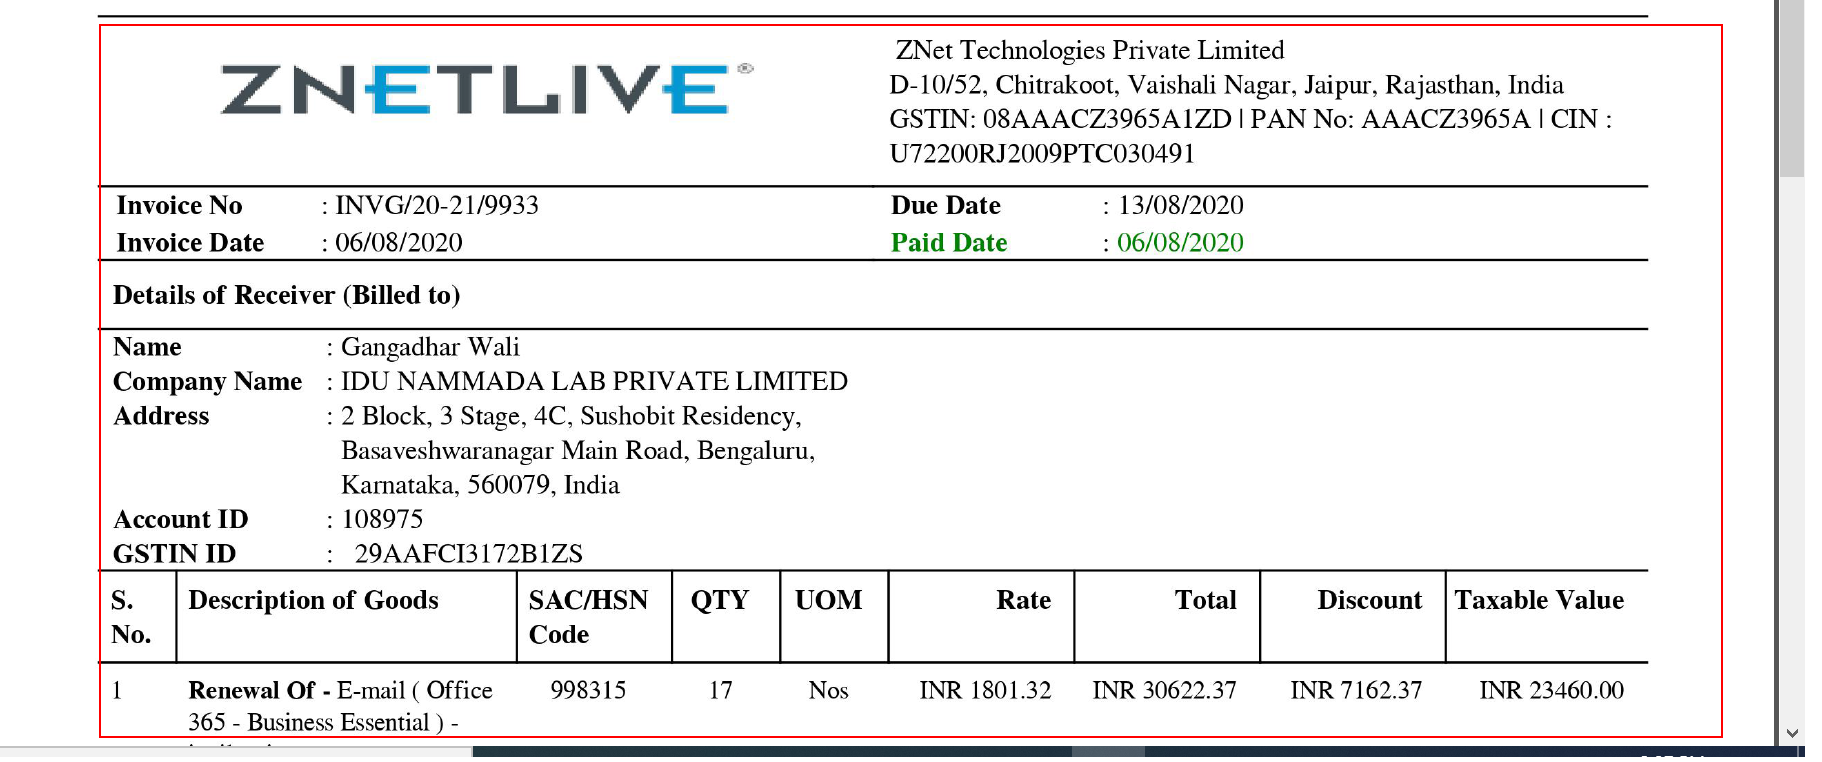 ZNETLIVE®
ZNet Technologies Private Limited
D-10/52, Chitrakoot, Vaishali Nagar, Jaipur, Rajasthan, India
GSTIN: 08AAACZ3965A1ZD | PAN No: AAACZ3965A | CIN :
U72200RJ2009PTC030491
Invoice No : INVG/20-21/9933 Due Date : 13/08/2020
Invoice Date : 06/08/2020 Paid Date : 06/08/2020
Details of Receiver (Billed to)
Name : Gangadhar Wali
Company Name : IDU NAMMADA LAB PRIVATE LIMITED
Address : 2 Block, 3 Stage, 4C, Sushobit Residency,
Basaveshwaranagar Main Road, Bengaluru,
Karnataka, 560079, India
Account ID : 108975
GSTIN ID : 29AAFCI3172B1ZS
S. Description of Goods SAC/HSN QTY UOM Rate Total Discount Taxable Value
No. Code
1 Renewal Of - E-mail ( Office 998315 17 Nos INR 1801.32 INR 30622.37 INR 7162.37 INR 23460.00
365 - Business Essential ) -